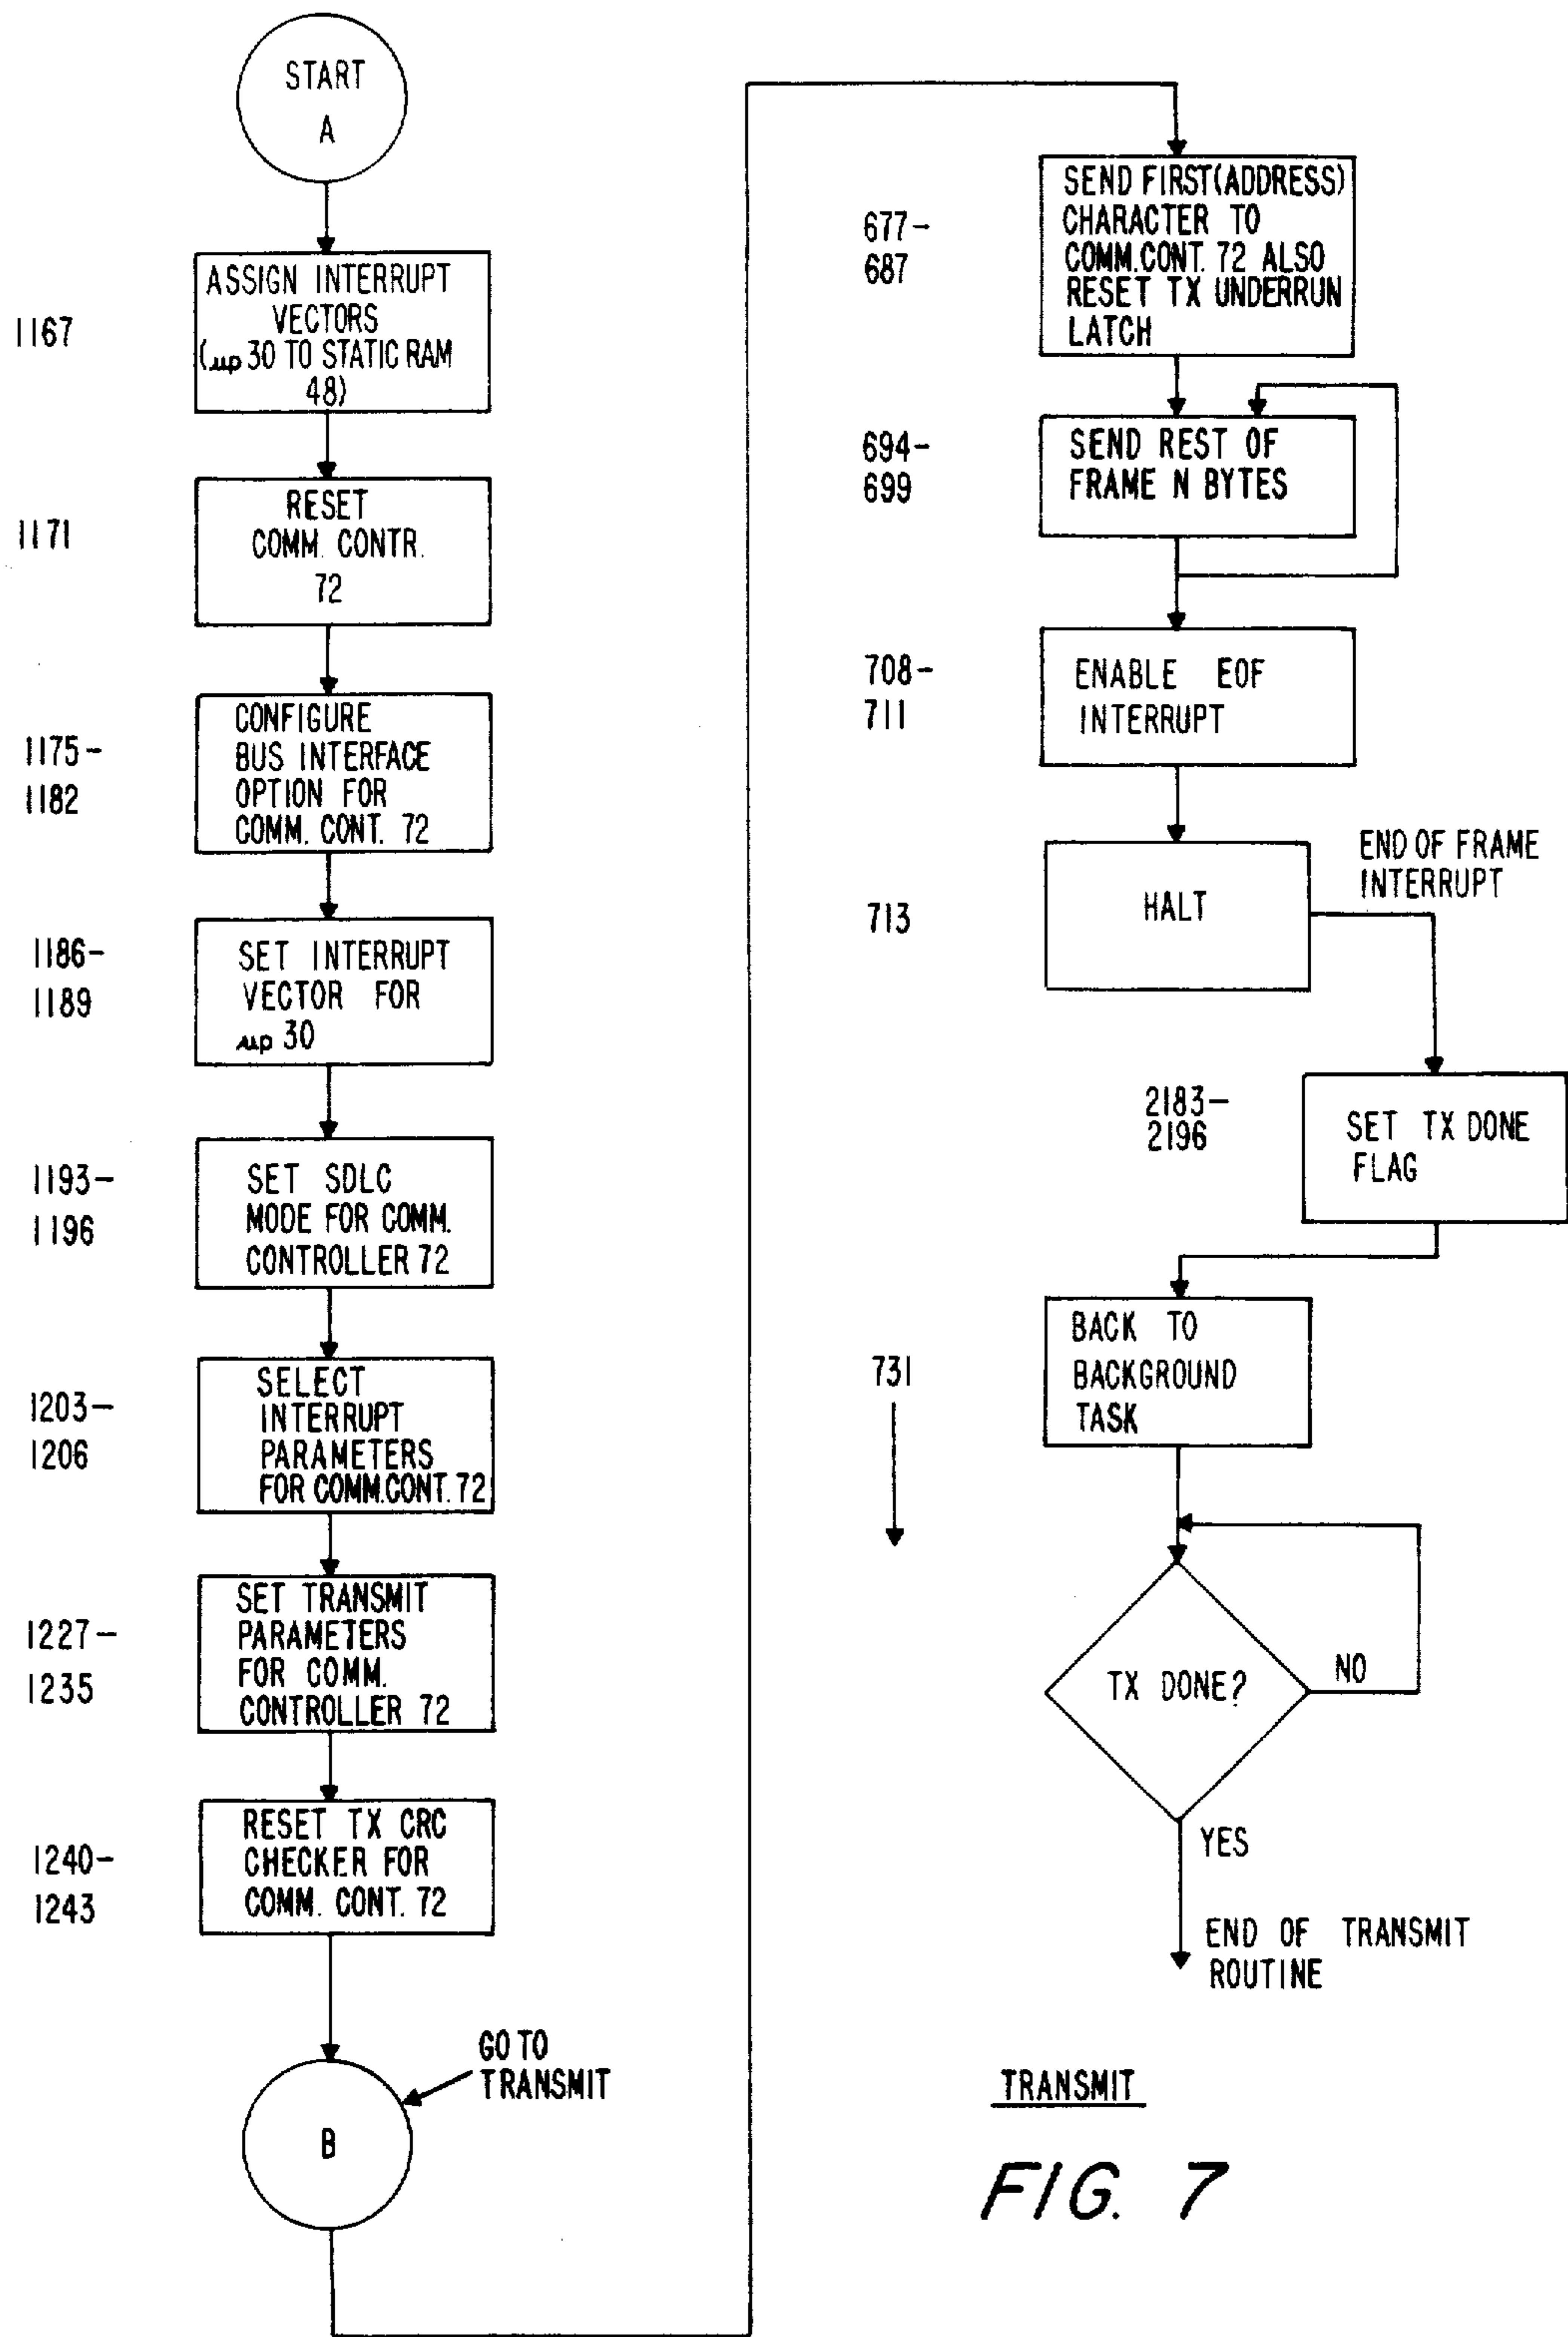 START
A
1167
ASSIGN INTERRUPT
VECTORS
(μp 30 TO STATIC RAM
48)
1171
RESET
COMM. CONTR.
72
1175-
1182
CONFIGURE
BUS INTERFACE
OPTION FOR
COMM. CONT. 72
1186-
1189
SET INTERRUPT
VECTOR FOR
μp 30
1193-
1196
SET SDLC
MODE FOR COMM.
CONTROLLER 72
1203-
1206
SELECT
INTERRUPT
PARAMETERS
FOR COMM.CONT. 72
1227-
1235
SET TRANSMIT
PARAMETERS
FOR COMM.
CONTROLLER 72
1240-
1243
RESET TX CRC
CHECKER FOR
COMM. CONT. 72
GO TO
TRANSMIT
B
677-
687
SEND FIRST(ADDRESS)
CHARACTER TO
COMM.CONT. 72 ALSO
RESET TX UNDERRUN
LATCH
694-
699
SEND REST OF
FRAME N BYTES
708-
711
ENABLE EOF
INTERRUPT
713
HALT
END OF FRAME
INTERRUPT
2183-
2196
SET TX DONE
FLAG
731
BACK TO
BACKGROUND
TASK
TX DONE?
NO
YES
END OF TRANSMIT
ROUTINE
TRANSMIT
FIG. 7